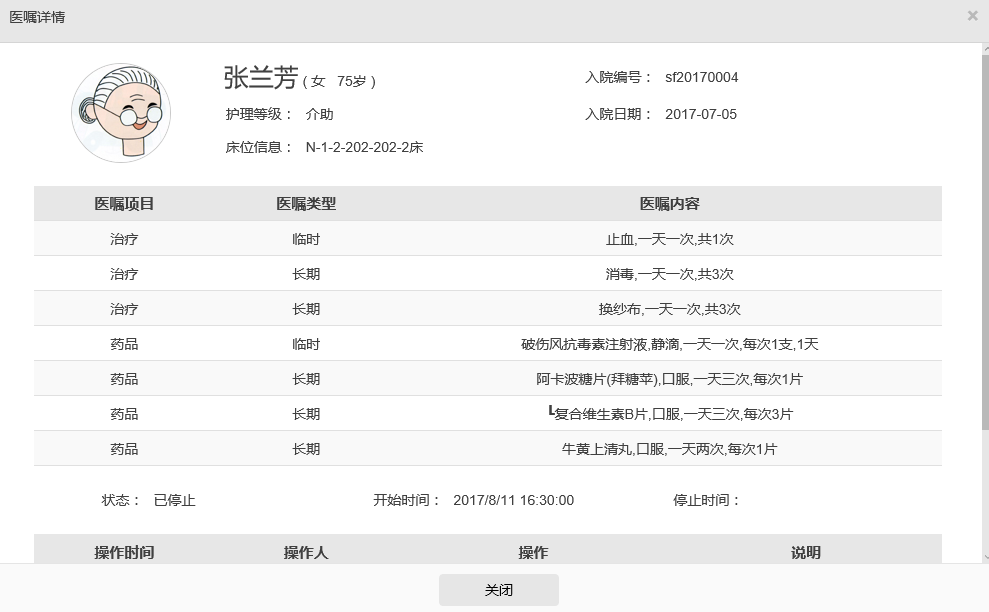 医嘱详情
×
张兰芳 ( 女 75岁 )
入院编号： sf20170004
护理等级： 介助
入院日期： 2017-07-05
床位信息： N-1-2-202-202-2床
医嘱项目 医嘱类型 医嘱内容
治疗 临时 止血,一天一次,共1次
治疗 长期 消毒,一天一次,共3次
治疗 长期 换纱布,一天一次,共3次
药品 临时 破伤风抗毒素注射液,静滴,一天一次,每次1支,1天
药品 长期 阿卡波糖片(拜糖苹),口服,一天三次,每次1片
药品 长期 ┗复合维生素B片,口服,一天三次,每次3片
药品 长期 牛黄上清丸,口服,一天两次,每次1片
状态： 已停止 开始时间： 2017/8/11 16:30:00 停止时间：
操作时间 操作人 操作 说明
关闭